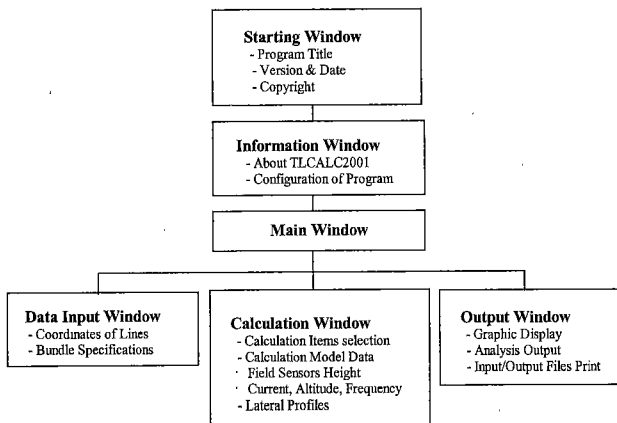 Starting Window
- Program Title
- Version & Date
- Copyright
Information Window
- About TLCALC2001
- Configuration of Program
Main Window
Data Input Window
- Coordinates of Lines
- Bundle Specifications
Calculation Window
- Calculation Items selection
- Calculation Model Data
· Field Sensors Height
· Current, Altitude, Frequency
- Lateral Profiles
Output Window
- Graphic Display
- Analysis Output
- Input/Output Files Print